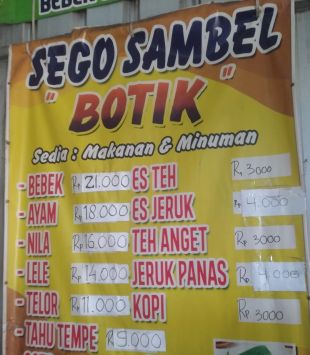 SEGO SAMBEL
"BOTIK"
Sedia : Makanan & Minuman
- BEBEK Rp 21.000 ES TEH Rp 3000
- AYAM Rp 18.000 ES JERUK Rp 4.000
- NILA Rp 16.000 TEH ANGET Rp 3000
- LELE Rp 14.000 JERUK PANAS Rp 4.000
- TELOR Rp 11.000 KOPI Rp. 3000
- TAHU TEMPE Rp 9.000